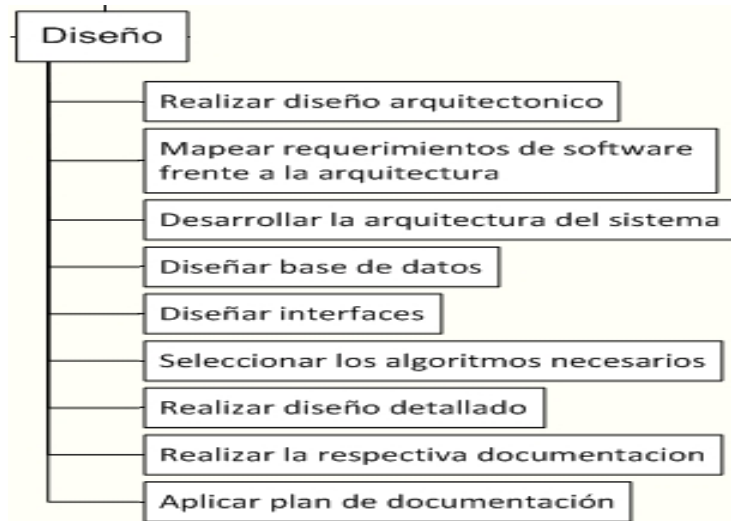 Diseño
Realizar diseño arquitectonico
Mapear requerimientos de software
frente a la arquitectura
Desarrollar la arquitectura del sistema
Diseñar base de datos
Diseñar interfaces
Seleccionar los algoritmos necesarios
Realizar diseño detallado
Realizar la respectiva documentacion
Aplicar plan de documentación